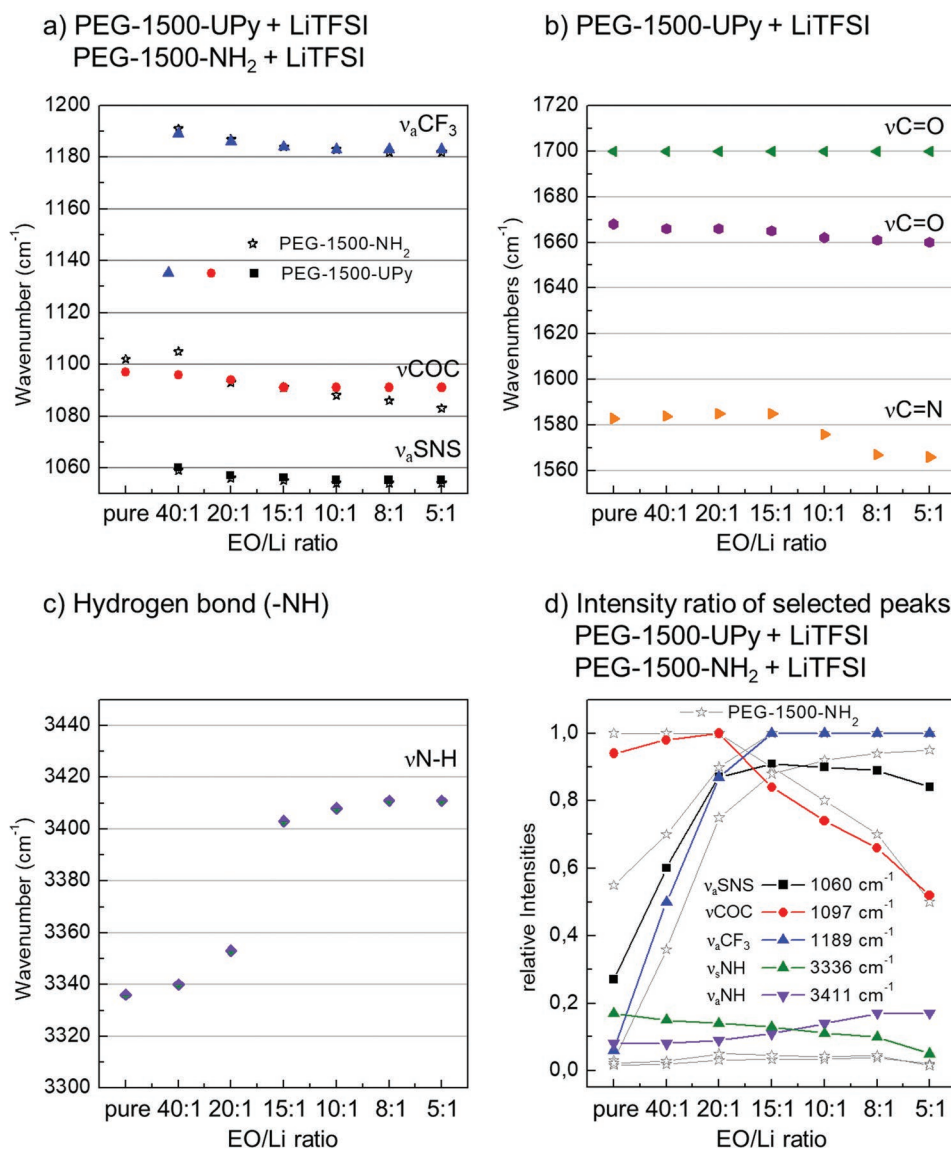 a) PEG-1500-UPy + LiTFSI
PEG-1500-NH₂ + LiTFSI
1200
1180
1160
1140
1120
1100
1080
1060
Wavenumber (cm⁻¹)
νₐCF₃
PEG-1500-NH₂
PEG-1500-UPy
νCOC
νₐSNS
pure 40:1 20:1 15:1 10:1 8:1 5:1
EO/Li ratio
b) PEG-1500-UPy + LiTFSI
1720
1700
1680
1660
1640
1620
1600
1580
1560
Wavenumbers (cm⁻¹)
νC=O
νC=O
νC=N
pure 40:1 20:1 15:1 10:1 8:1 5:1
EO/Li ratio
c) Hydrogen bond (-NH)
3440
3420
3400
3380
3360
3340
3320
3300
Wavenumber (cm⁻¹)
νN-H
pure 40:1 20:1 15:1 10:1 8:1 5:1
EO/Li ratio
d) Intensity ratio of selected peaks
PEG-1500-UPy + LiTFSI
PEG-1500-NH₂ + LiTFSI
PEG-1500-NH₂
1,0
0,8
0,6
0,4
0,2
0,0
relative Intensities
νₐSNS 1060 cm⁻¹
νCOC 1097 cm⁻¹
νₐCF₃ 1189 cm⁻¹
νₛNH 3336 cm⁻¹
νₐNH 3411 cm⁻¹
pure 40:1 20:1 15:1 10:1 8:1 5:1
EO/Li ratio